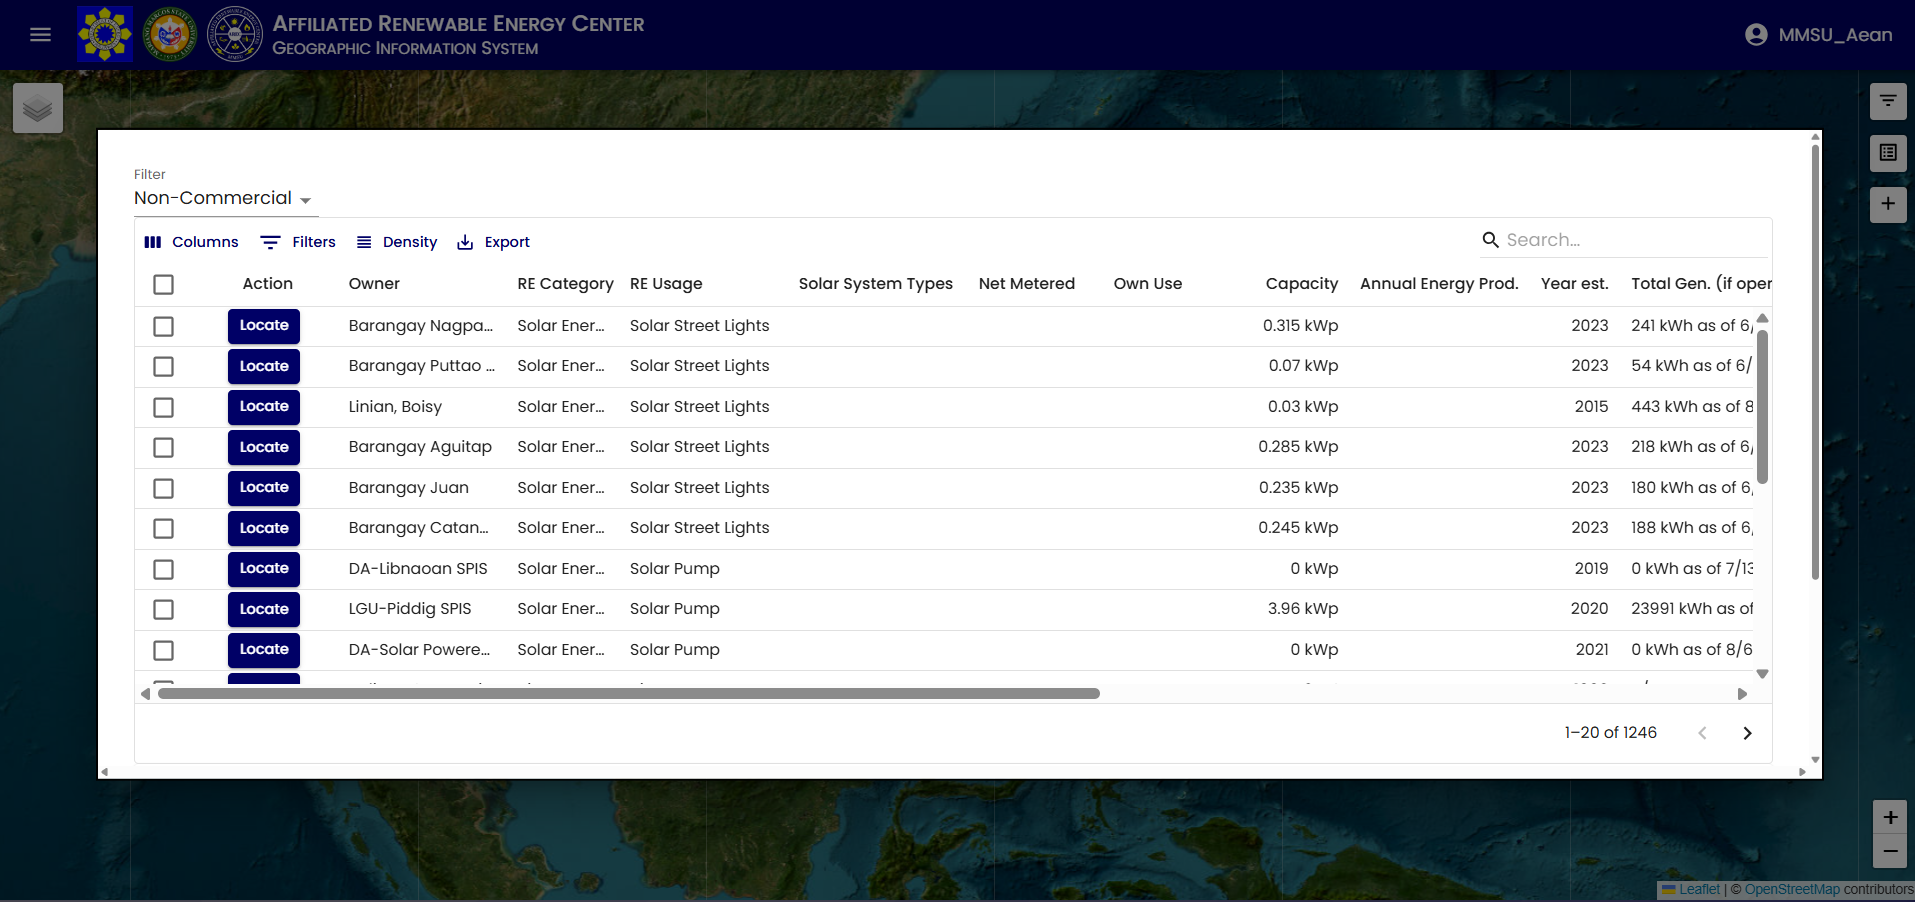 AFFILIATED RENEWABLE ENERGY CENTER
GEOGRAPHIC INFORMATION SYSTEM
MMSU_Aean
Filter
Non-Commercial
Columns Filters Density Export Search...
Action Owner RE Category RE Usage Solar System Types Net Metered Own Use Capacity Annual Energy Prod. Year est. Total Gen. (if oper
Locate Barangay Nagpa... Solar Ener... Solar Street Lights 0.315 kWp 2023 241 kWh as of 6/
Locate Barangay Puttao ... Solar Ener... Solar Street Lights 0.07 kWp 2023 54 kWh as of 6/
Locate Linian, Boisy Solar Ener... Solar Street Lights 0.03 kWp 2015 443 kWh as of 8
Locate Barangay Aguitap Solar Ener... Solar Street Lights 0.285 kWp 2023 218 kWh as of 6/
Locate Barangay Juan Solar Ener... Solar Street Lights 0.235 kWp 2023 180 kWh as of 6/
Locate Barangay Catan... Solar Ener... Solar Street Lights 0.245 kWp 2023 188 kWh as of 6/
Locate DA-Libnaoan SPIS Solar Ener... Solar Pump 0 kWp 2019 0 kWh as of 7/13
Locate LGU-Piddig SPIS Solar Ener... Solar Pump 3.96 kWp 2020 23991 kWh as of
Locate DA-Solar Powere... Solar Ener... Solar Pump 0 kWp 2021 0 kWh as of 8/6
1–20 of 1246
+
+
−
Leaflet | © OpenStreetMap contributors